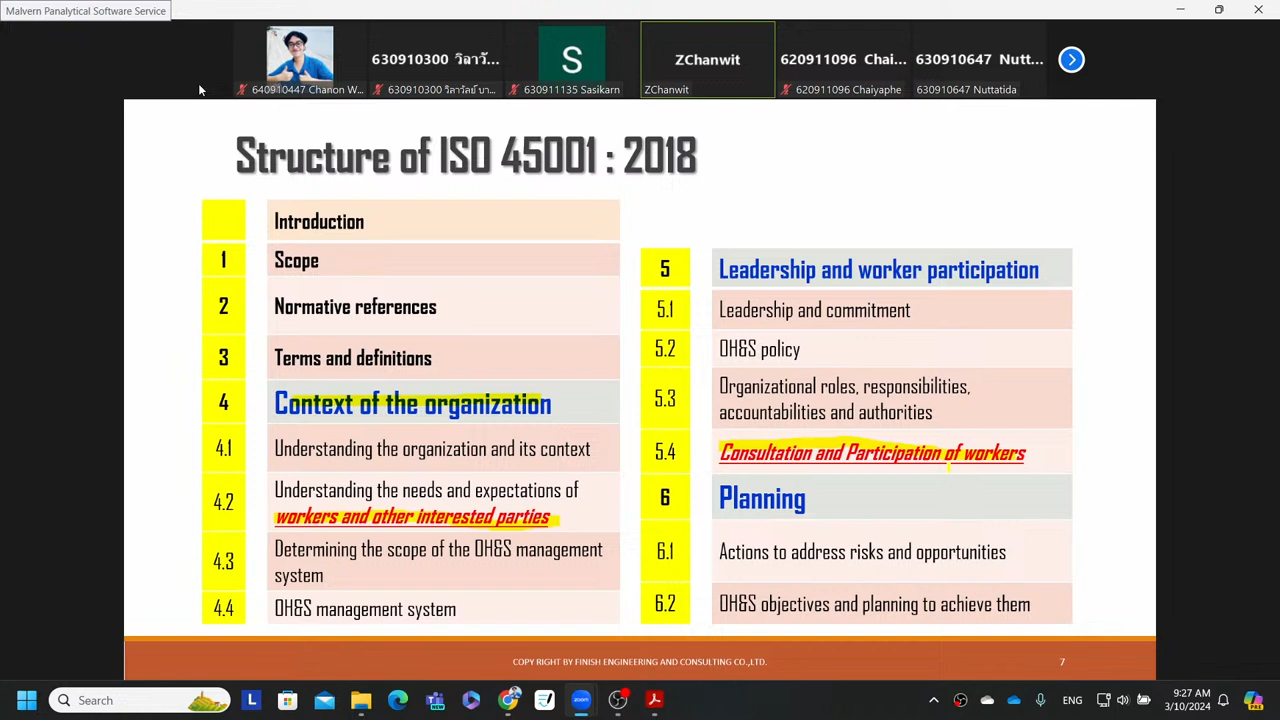 Malvern Panalytical Software Service
630910300 วิลาวั...
S
ZChanwit
620911096 Chai...
630910647 Nutt...
640910447 Chanon W...
630910300 วิลาวัลย์ บา...
630911135 Sasikarn
ZChanwit
620911096 Chaiyaphe
630910647 Nuttatida
Structure of ISO 45001 : 2018
Introduction
1 Scope
2 Normative references
3 Terms and definitions
4 Context of the organization
4.1 Understanding the organization and its context
4.2 Understanding the needs and expectations of
workers and other interested parties
4.3 Determining the scope of the OH&S management
system
4.4 OH&S management system
5 Leadership and worker participation
5.1 Leadership and commitment
5.2 OH&S policy
5.3 Organizational roles, responsibilities,
accountabilities and authorities
5.4 Consultation and Participation of workers
6 Planning
6.1 Actions to address risks and opportunities
6.2 OH&S objectives and planning to achieve them
COPY RIGHT BY FINISH ENGINEERING AND CONSULTING CO.,LTD.
7
Search
L
zoom
ENG
9:27 AM
3/10/2024